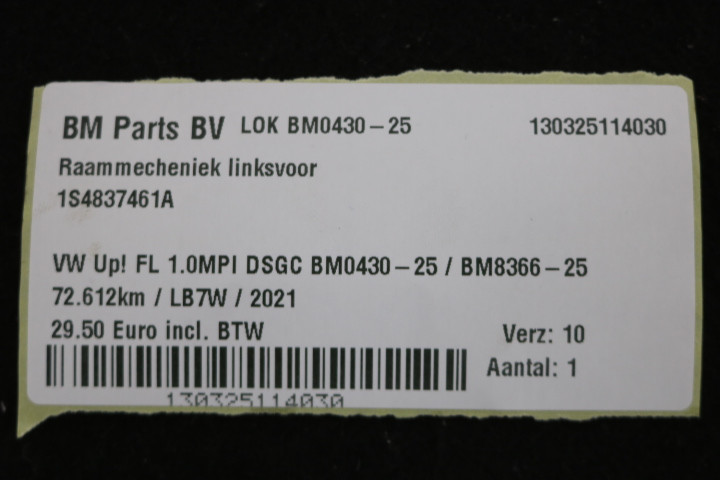 BM Parts BV LOK BM0430-25 130325114030
Raammecheniek linksvoor
1S4837461A
VW Up! FL 1.0MPI DSGC BM0430-25 / BM8366-25
72.612km / LB7W / 2021
29.50 Euro incl. BTW Verz: 10
Aantal: 1
130325114030